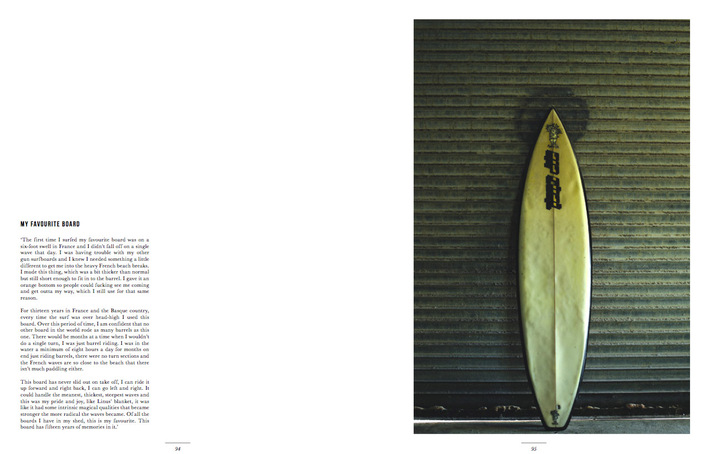 MY FAVOURITE BOARD
'The first time I surfed my favourite board was on a
six-foot swell in France and I didn't fall off on a single
wave that day. I was having trouble with my other
gun surfboards and I knew I needed something a little
different to get me into the heavy French beach breaks.
I made this thing, which was a bit thicker than normal
but still short enough to fit in to the barrel. I gave it an
orange bottom so people could fucking see me coming
and get outta my way, which I still use for that same
reason.
For thirteen years in France and the Basque country,
every time the surf was over head-high I used this
board. Over this period of time, I am confident that no
other board in the world rode as many barrels as this
one. There would be months at a time when I wouldn't
do a single turn, I was just barrel riding. I was in the
water a minimum of eight hours a day for months on
end just riding barrels, there were no turn sections and
the French waves are so close to the beach that there
isn't much paddling either.
This board has never slid out on take off, I can ride it
up forward and right back, I can go left and right. It
could handle the meanest, thickest, steepest waves and
this was my pride and joy, like Linus' blanket, it was
like it had some intrinsic magical qualities that became
stronger the more radical the waves became. Of all the
boards I have in my shed, this is my favourite. This
board has fifteen years of memories in it.'
94
95